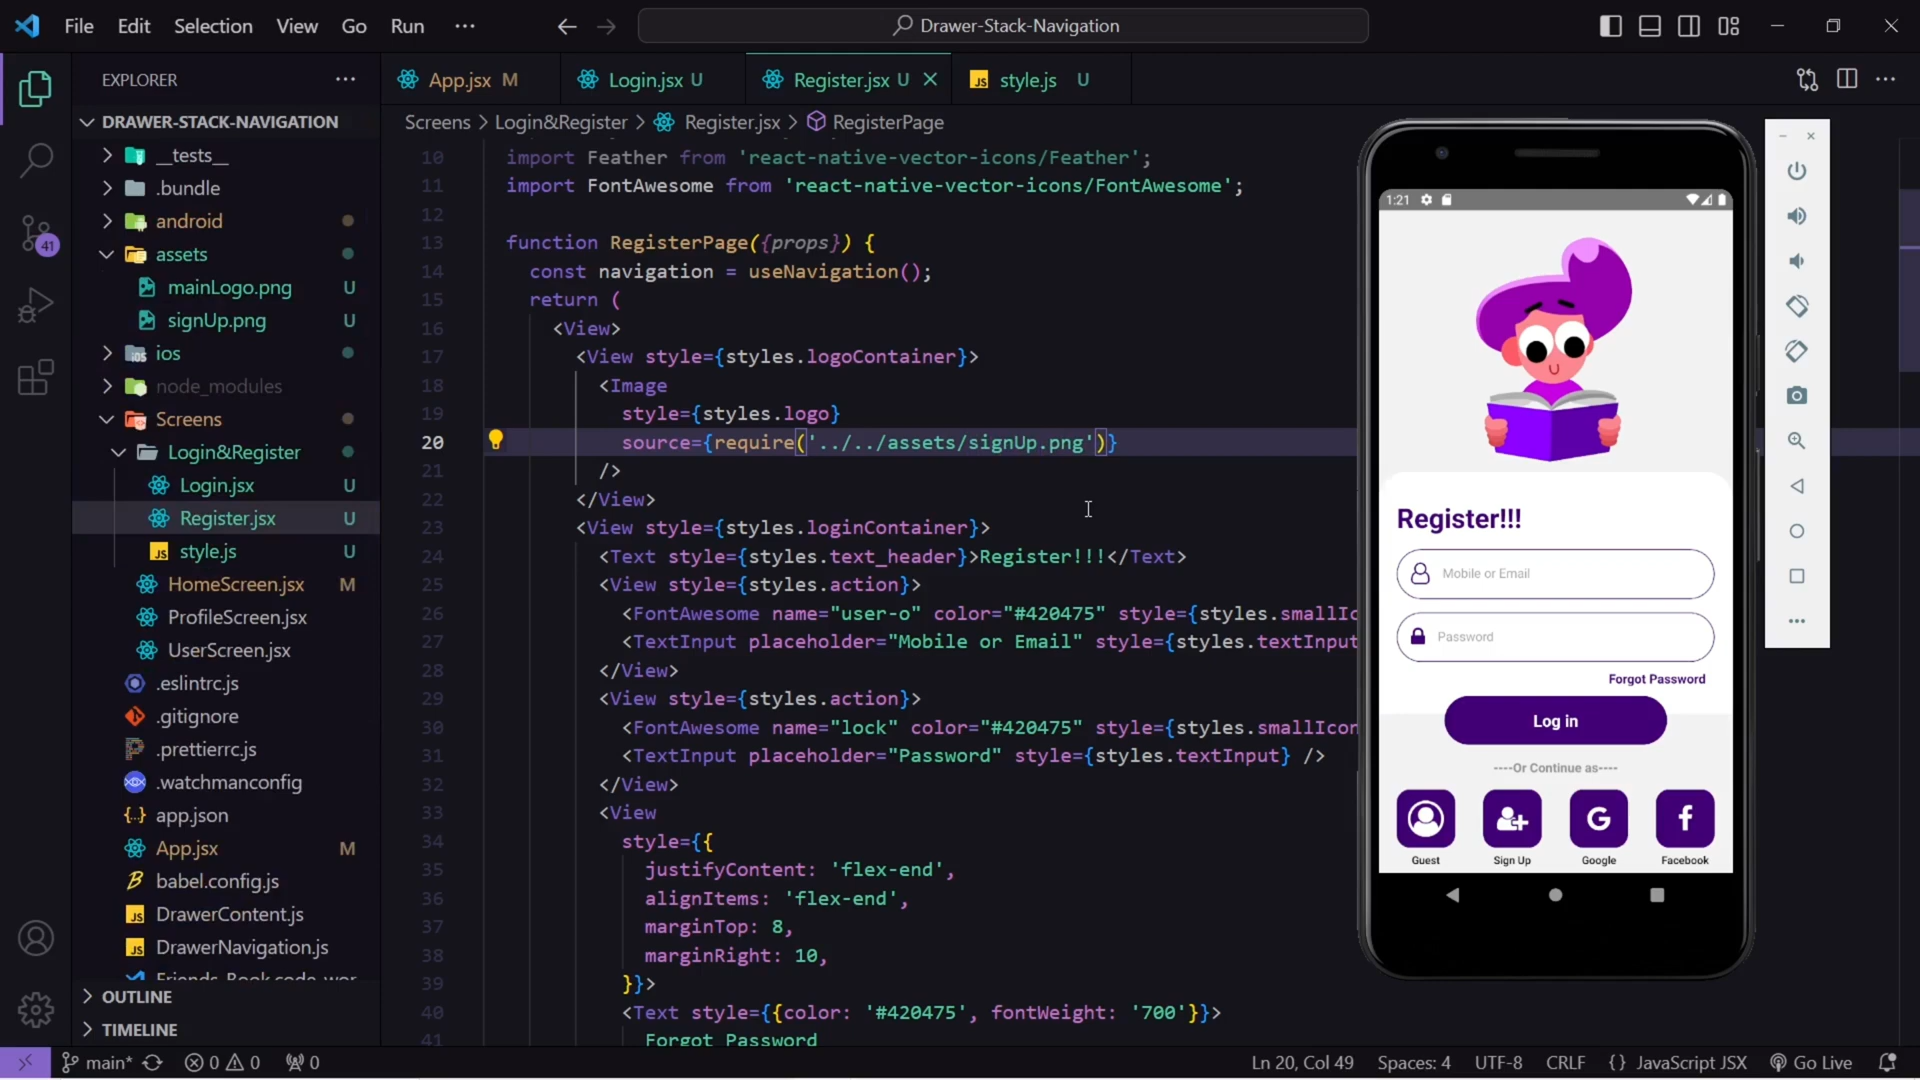 File Edit Selection View Go Run ···
Drawer-Stack-Navigation
EXPLORER
DRAWER-STACK-NAVIGATION
__tests__
.bundle
android
assets
mainLogo.png U
signUp.png U
ios
node_modules
Screens
Login&Register
Login.jsx U
Register.jsx U
style.js U
HomeScreen.jsx M
ProfileScreen.jsx
UserScreen.jsx
.eslintrc.js
.gitignore
.prettierrc.js
.watchmanconfig
app.json
App.jsx M
babel.config.js
DrawerContent.js
DrawerNavigation.js
OUTLINE
TIMELINE
41
App.jsx M
Login.jsx U
Register.jsx U
style.js U
Screens > Login&Register > Register.jsx > RegisterPage
10 import Feather from 'react-native-vector-icons/Feather';
11 import FontAwesome from 'react-native-vector-icons/FontAwesome';
12
13 function RegisterPage({props}) {
14 const navigation = useNavigation();
15 return (
16 <View>
17 <View style={styles.logoContainer}>
18 <Image
19 style={styles.logo}
20 source={require('../../assets/signUp.png')}
21 />
22 </View>
23 <View style={styles.loginContainer}>
24 <Text style={styles.text_header}>Register!!!</Text>
25 <View style={styles.action}>
26 <FontAwesome name="user-o" color="#420475" style={styles.smallIc
27 <TextInput placeholder="Mobile or Email" style={styles.textInput
28 </View>
29 <View style={styles.action}>
30 <FontAwesome name="lock" color="#420475" style={styles.smallIcon
31 <TextInput placeholder="Password" style={styles.textInput} />
32 </View>
33 <View
34 style={{
35 justifyContent: 'flex-end',
36 alignItems: 'flex-end',
37 marginTop: 8,
38 marginRight: 10,
39 }}>
40 <Text style={{color: '#420475', fontWeight: '700'}}>
41 Forgot Password
1:21
Register!!!
Mobile or Email
Password
Forgot Password
Log in
----Or Continue as----
Guest Sign Up Google Facebook
main* 0 0 0
Ln 20, Col 49 Spaces: 4 UTF-8 CRLF {} JavaScript JSX Go Live